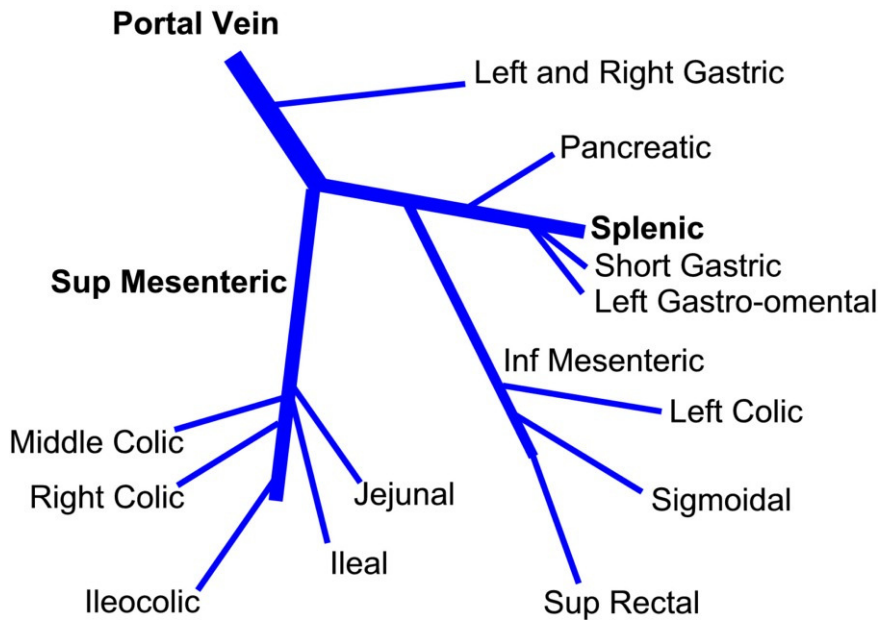 Portal Vein
Left and Right Gastric
Pancreatic
Splenic
Short Gastric
Left Gastro-omental
Sup Mesenteric
Inf Mesenteric
Left Colic
Middle Colic
Right Colic
Jejunal
Sigmoidal
Ileal
Ileocolic
Sup Rectal